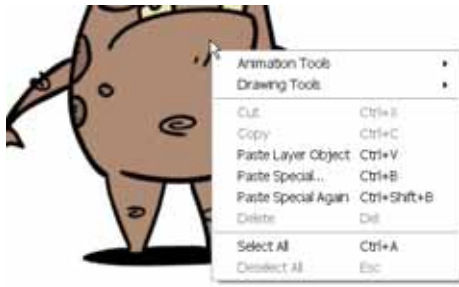 Animation Tools
Drawing Tools
Cut Ctrl+X
Copy Ctrl+C
Paste Layer Object Ctrl+V
Paste Special... Ctrl+B
Paste Special Again Ctrl+Shift+B
Delete Del
Select All Ctrl+A
Deselect All Esc